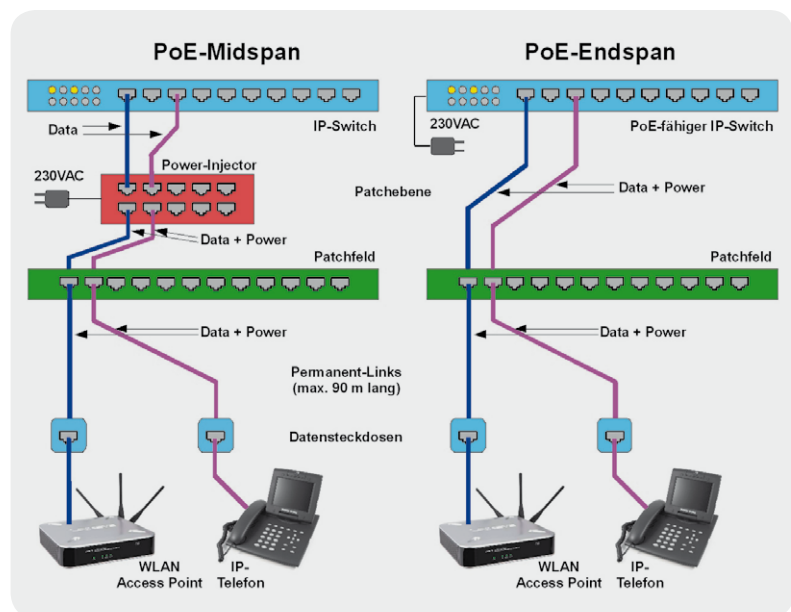 PoE-Midspan
IP-Switch
Data
Power-Injector
230VAC
Data + Power
Patchfeld
Data + Power
Permanent-Links
(max. 90 m lang)
Datensteckdosen
WLAN
Access Point
IP-
Telefon
PoE-Endspan
230VAC
PoE-fähiger IP-Switch
Patchebene
Data + Power
Patchfeld
Data + Power
WLAN
Access Point
IP-
Telefon